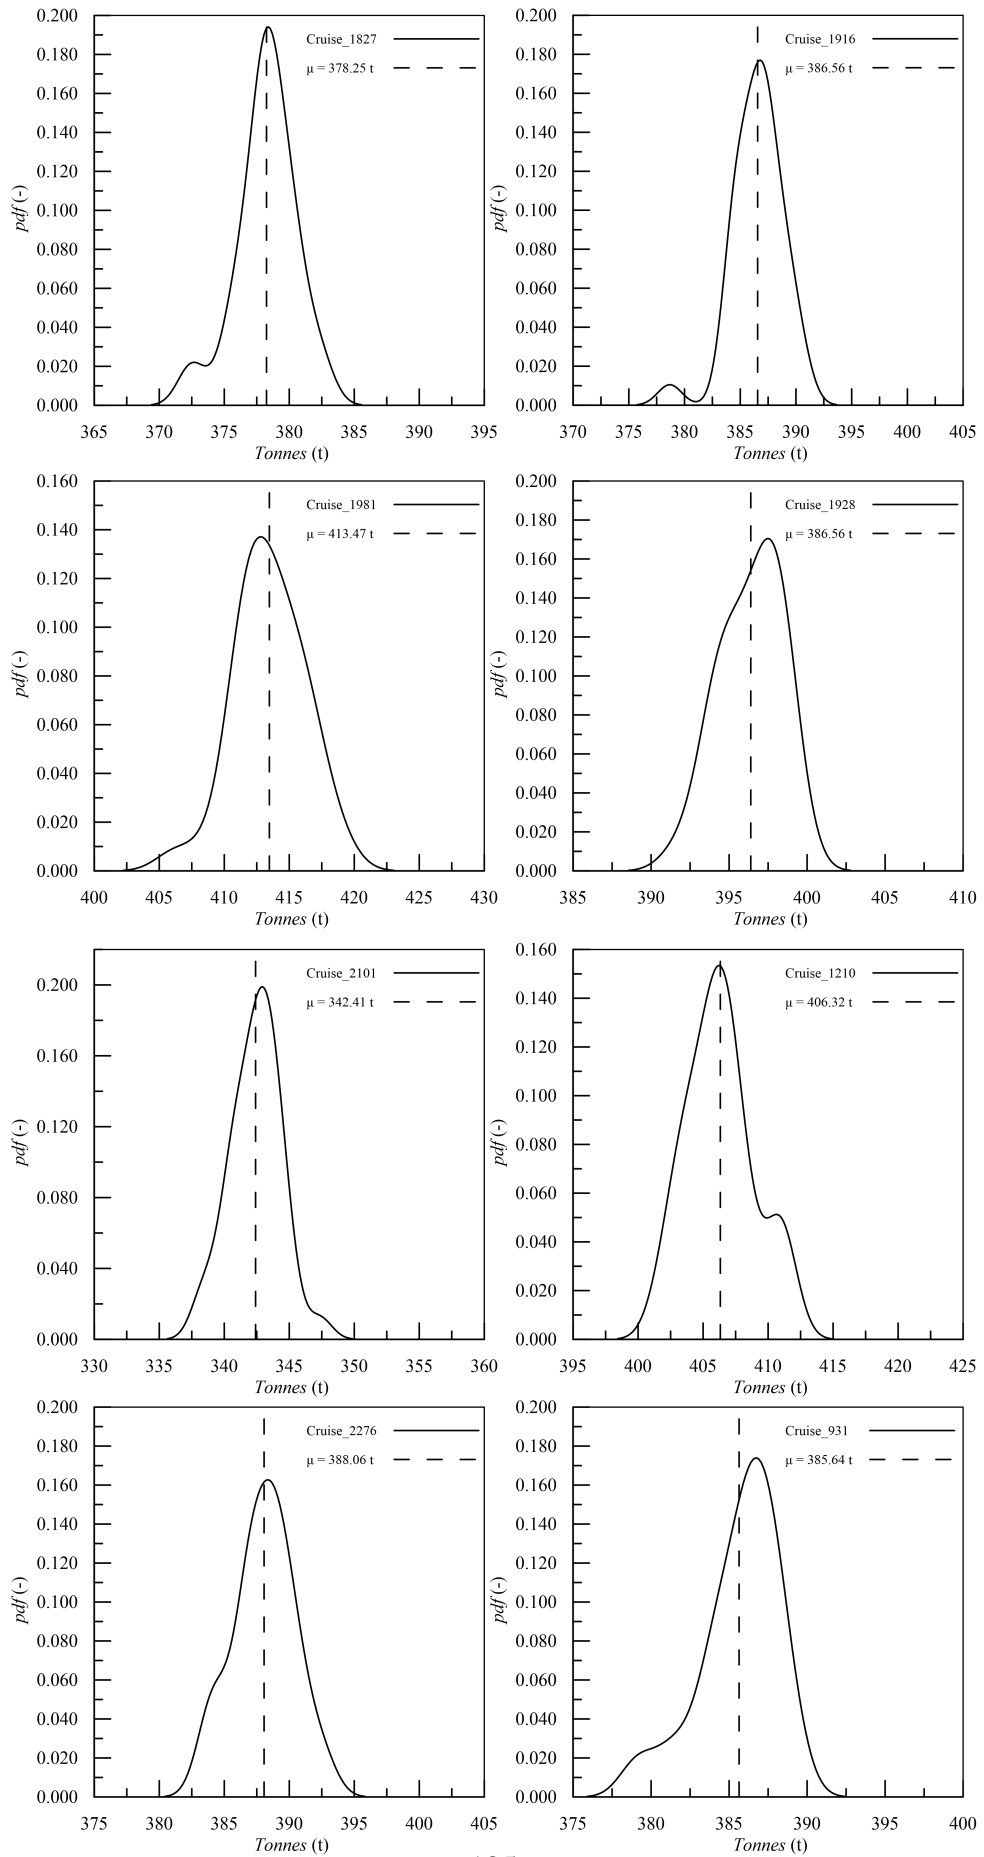 0.200
0.180
0.160
0.140
0.120
0.100
0.080
0.060
0.040
0.020
0.000
pdf (-)
Cruise_1827
μ = 378.25 t
365 370 375 380 385 390 395
Tonnes (t)
0.200
0.180
0.160
0.140
0.120
0.100
0.080
0.060
0.040
0.020
0.000
pdf (-)
Cruise_1916
μ = 386.56 t
370 375 380 385 390 395 400 405
Tonnes (t)
0.160
0.140
0.120
0.100
0.080
0.060
0.040
0.020
0.000
pdf (-)
Cruise_1981
μ = 413.47 t
400 405 410 415 420 425 430
Tonnes (t)
0.200
0.180
0.160
0.140
0.120
0.100
0.080
0.060
0.040
0.020
0.000
pdf (-)
Cruise_1928
μ = 386.56 t
385 390 395 400 405 410
Tonnes (t)
0.200
0.160
0.120
0.080
0.040
0.000
pdf (-)
Cruise_2101
μ = 342.41 t
330 335 340 345 350 355 360
Tonnes (t)
0.160
0.140
0.120
0.100
0.080
0.060
0.040
0.020
0.000
pdf (-)
Cruise_1210
μ = 406.32 t
395 400 405 410 415 420 425
Tonnes (t)
0.200
0.180
0.160
0.140
0.120
0.100
0.080
0.060
0.040
0.020
0.000
pdf (-)
Cruise_2276
μ = 388.06 t
375 380 385 390 395 400 405
Tonnes (t)
0.200
0.180
0.160
0.140
0.120
0.100
0.080
0.060
0.040
0.020
0.000
pdf (-)
Cruise_931
μ = 385.64 t
375 380 385 390 395 400
Tonnes (t)